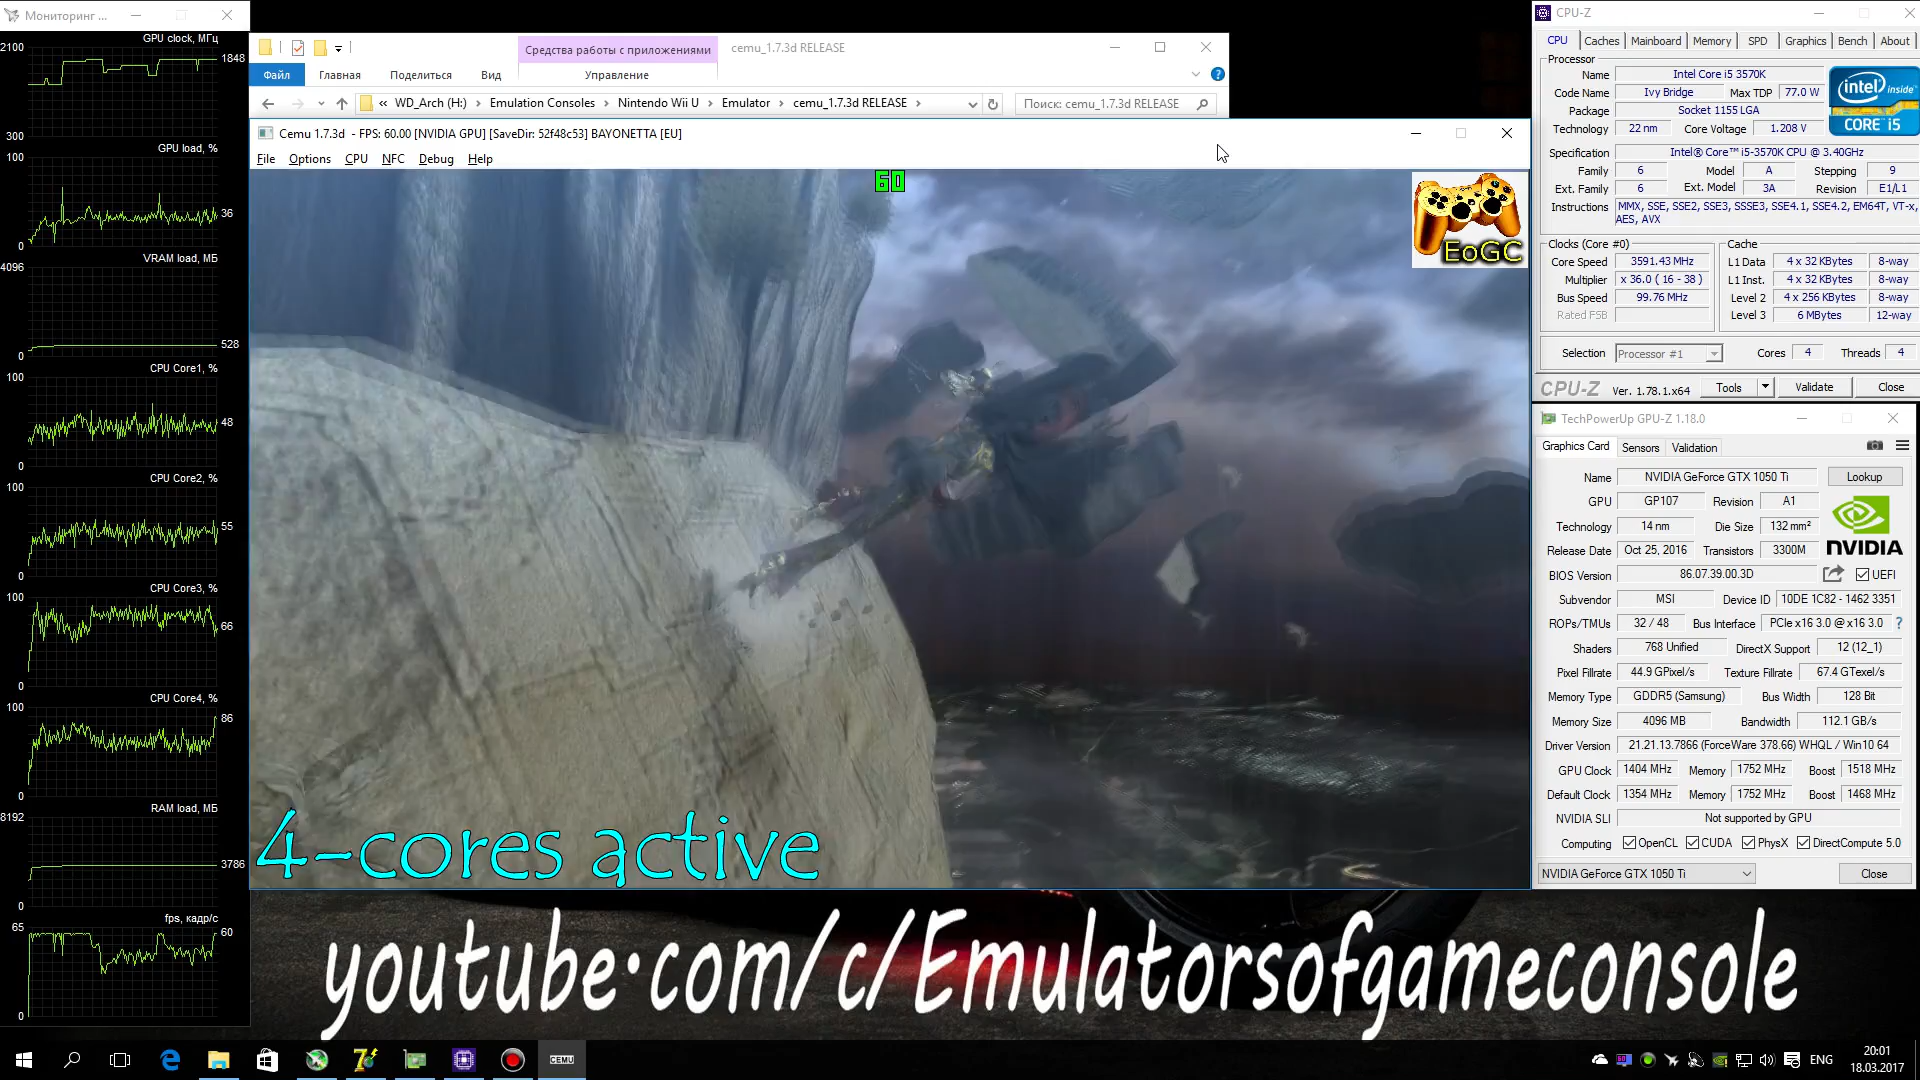 Мониторинг ...
GPU clock, МГц
2100
1848
300
GPU load, %
100
36
0
VRAM load, МБ
4096
528
0
CPU Core1, %
100
48
0
CPU Core2, %
100
55
0
CPU Core3, %
100
66
0
CPU Core4, %
100
86
0
RAM load, МБ
8192
3786
0
fps, кадр/с
65
60
0
Средства работы с приложениями
cemu_1.7.3d RELEASE
Файл Главная Поделиться Вид Управление
« WD_Arch (H:) Emulation Consoles Nintendo Wii U Emulator cemu_1.7.3d RELEASE
Поиск: cemu_1.7.3d RELEASE
Cemu 1.7.3d - FPS: 60.00 [NVIDIA GPU] [SaveDir: 52f48c53] BAYONETTA [EU]
File Options CPU NFC Debug Help
60
EoGC
4-cores active
youtube.com/c/Emulatorsofgameconsole
CPU-Z
CPU Caches Mainboard Memory SPD Graphics Bench About
Processor
Name Intel Core i5 3570K
Code Name Ivy Bridge Max TDP 77.0 W
Package Socket 1155 LGA
Technology 22 nm Core Voltage 1.208 V
intel inside™
CORE i5
Specification Intel® Core™ i5-3570K CPU @ 3.40GHz
Family 6 Model A Stepping 9
Ext. Family 6 Ext. Model 3A Revision E1/L1
Instructions MMX, SSE, SSE2, SSE3, SSSE3, SSE4.1, SSE4.2, EM64T, VT-x,
AES, AVX
Clocks (Core #0) Cache
Core Speed 3591.43 MHz L1 Data 4 x 32 KBytes 8-way
Multiplier x 36.0 ( 16 - 38 ) L1 Inst. 4 x 32 KBytes 8-way
Bus Speed 99.76 MHz Level 2 4 x 256 KBytes 8-way
Rated FSB Level 3 6 MBytes 12-way
Selection Processor #1 Cores 4 Threads 4
CPU-Z Ver. 1.78.1.x64 Tools Validate Close
TechPowerUp GPU-Z 1.18.0
Graphics Card Sensors Validation
Name NVIDIA GeForce GTX 1050 Ti Lookup
GPU GP107 Revision A1
Technology 14 nm Die Size 132 mm²
Release Date Oct 25, 2016 Transistors 3300M
NVIDIA
BIOS Version 86.07.39.00.3D UEFI
Subvendor MSI Device ID 10DE 1C82 - 1462 3351
ROPs/TMUs 32 / 48 Bus Interface PCIe x16 3.0 @ x16 3.0 ?
Shaders 768 Unified DirectX Support 12 (12_1)
Pixel Fillrate 44.9 GPixel/s Texture Fillrate 67.4 GTexel/s
Memory Type GDDR5 (Samsung) Bus Width 128 Bit
Memory Size 4096 MB Bandwidth 112.1 GB/s
Driver Version 21.21.13.7866 (ForceWare 378.66) WHQL / Win10 64
GPU Clock 1404 MHz Memory 1752 MHz Boost 1518 MHz
Default Clock 1354 MHz Memory 1752 MHz Boost 1468 MHz
NVIDIA SLI Not supported by GPU
Computing OpenCL CUDA PhysX DirectCompute 5.0
NVIDIA GeForce GTX 1050 Ti Close
CEMU
ENG
20:01
18.03.2017